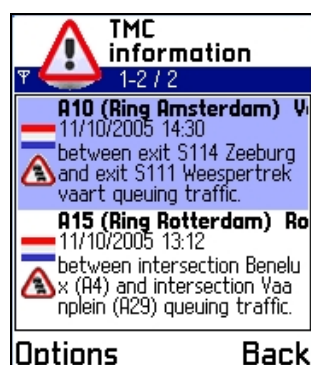 TMC
information
1-2 / 2
A10 (Ring Amsterdam) V
11/10/2005 14:30
between exit S114 Zeeburg
and exit S111 Weespertrek
vaart queuing traffic.
A15 (Ring Rotterdam) Ro
11/10/2005 13:12
between intersection Benelu
x (A4) and intersection Vaa
nplein (A29) queuing traffic.
Options Back